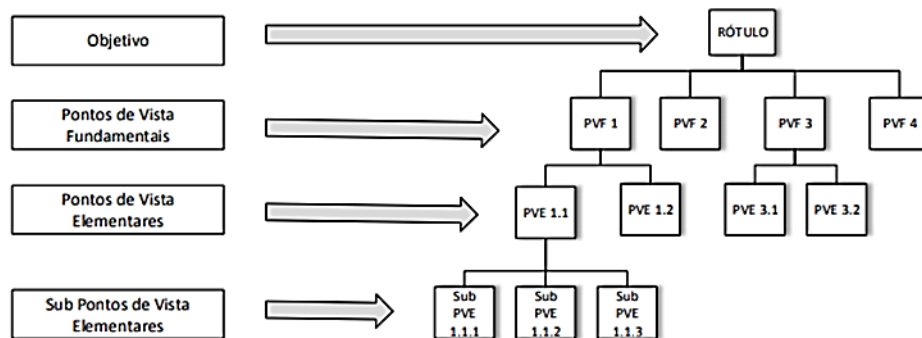 Objetivo
RÓTULO
Pontos de Vista
Fundamentais
PVF 1
PVF 2
PVF 3
PVF 4
Pontos de Vista
Elementares
PVE 1.1
PVE 1.2
PVE 3.1
PVE 3.2
Sub Pontos de Vista
Elementares
Sub
PVE
1.1.1
Sub
PVE
1.1.2
Sub
PVE
1.1.3